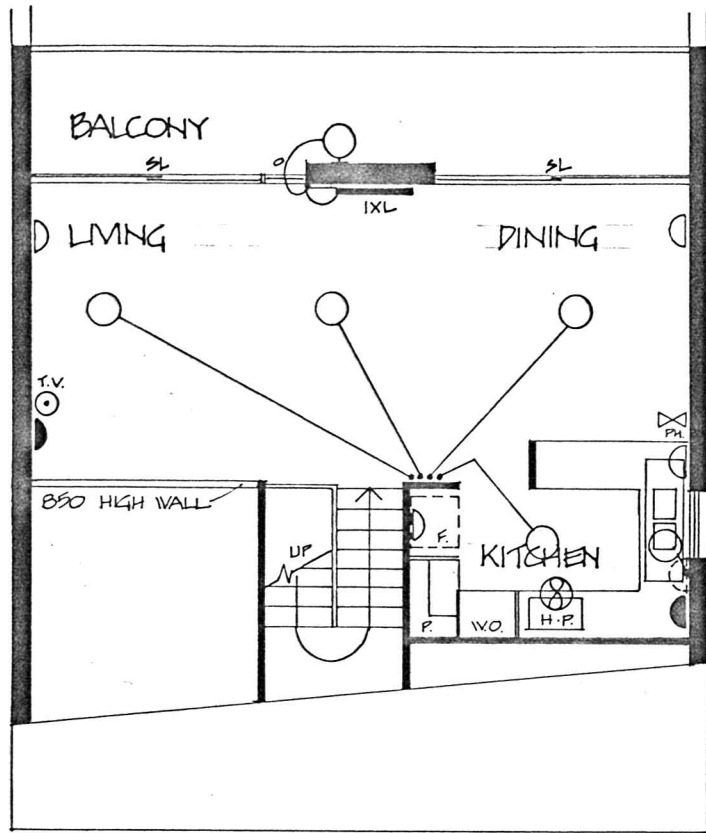 BALCONY
SL
SL
IXL
LIVING
DINING
T.V.
PH.
850 HIGH WALL
UP
F.
KITCHEN
P.
W.O.
H.P.